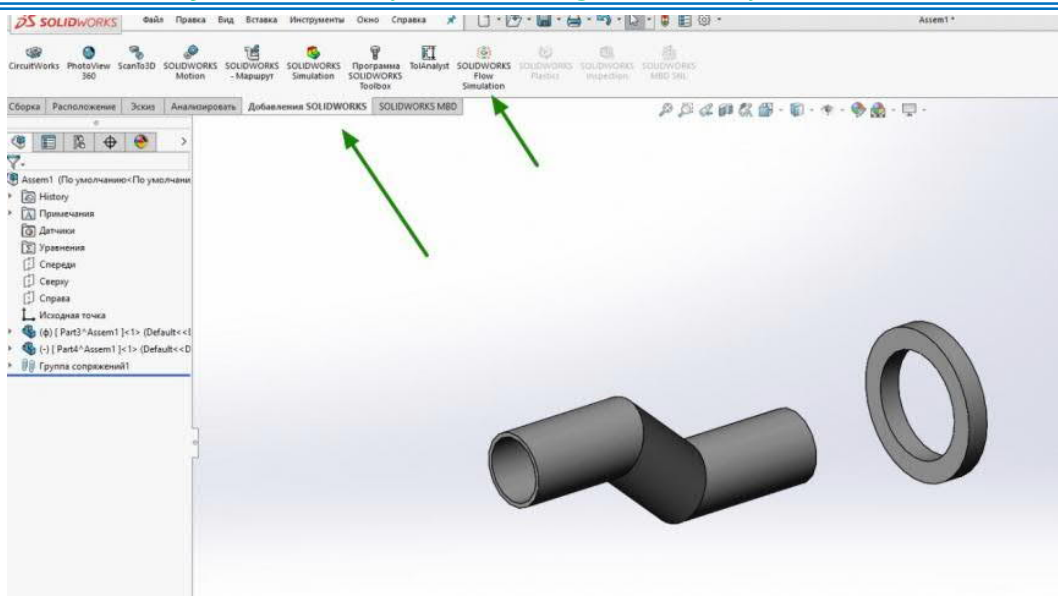 SOLIDWORKS Файл Правка Вид Вставка Инструменты Окно Справка Assem1 *
CircuitWorks PhotoView 360 ScanTo3D SOLIDWORKS Motion SOLIDWORKS - Маршрут SOLIDWORKS Simulation Программа SOLIDWORKS Toolbox TolAnalyst SOLIDWORKS Flow Simulation SOLIDWORKS Plastics SOLIDWORKS Inspection SOLIDWORKS MBD SNL
Сборка Расположение Эскиз Анализировать Добавления SOLIDWORKS SOLIDWORKS MBD
Assem1 (По умолчанию<По умолчани
History
Примечания
Датчики
Уравнения
Спереди
Сверху
Справа
Исходная точка
(ф) [ Part3^Assem1 ]<1> (Default<<
(-) [ Part4^Assem1 ]<1> (Default<<D
Группа сопряжений1